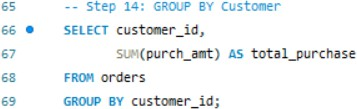 65 -- Step 14: GROUP BY Customer
66 SELECT customer_id,
67 SUM(purch_amt) AS total_purchase
68 FROM orders
69 GROUP BY customer_id;